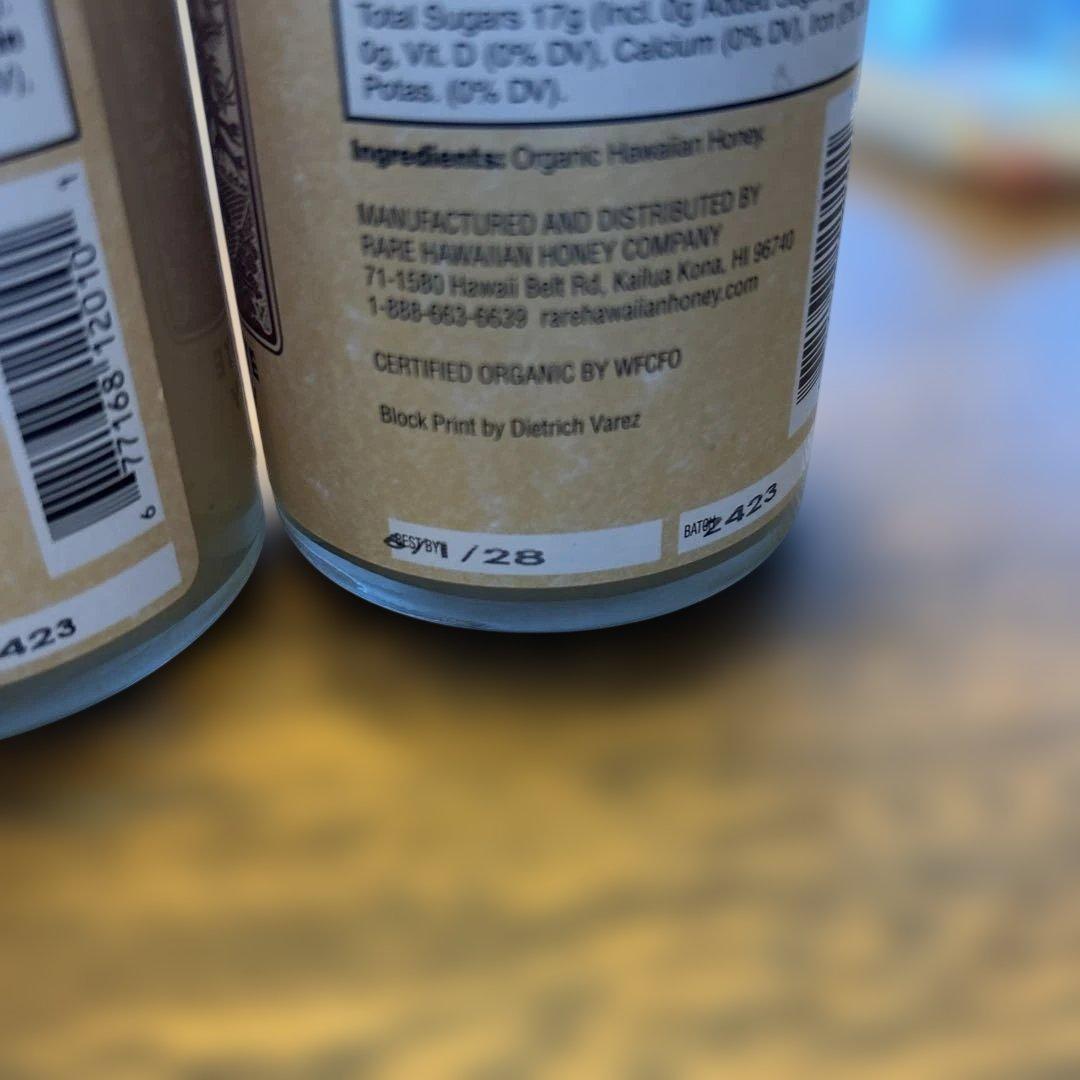 Total Sugars 17g (Incl. 0g Added
0g, Vit. D (0% DV), Calcium (0% DV), Iron (0%
Potas. (0% DV).
Ingredients: Organic Hawaiian Honey
MANUFACTURED AND DISTRIBUTED BY
RARE HAWAIIAN HONEY COMPANY
71-1580 Hawaii Belt Rd, Kailua Kona, HI 96740
1-888-663-6639 rarehawaiianhoney.com
CERTIFIED ORGANIC BY WFCFO
Block Print by Dietrich Varez
BEST BY /28
BATCH 2423
423